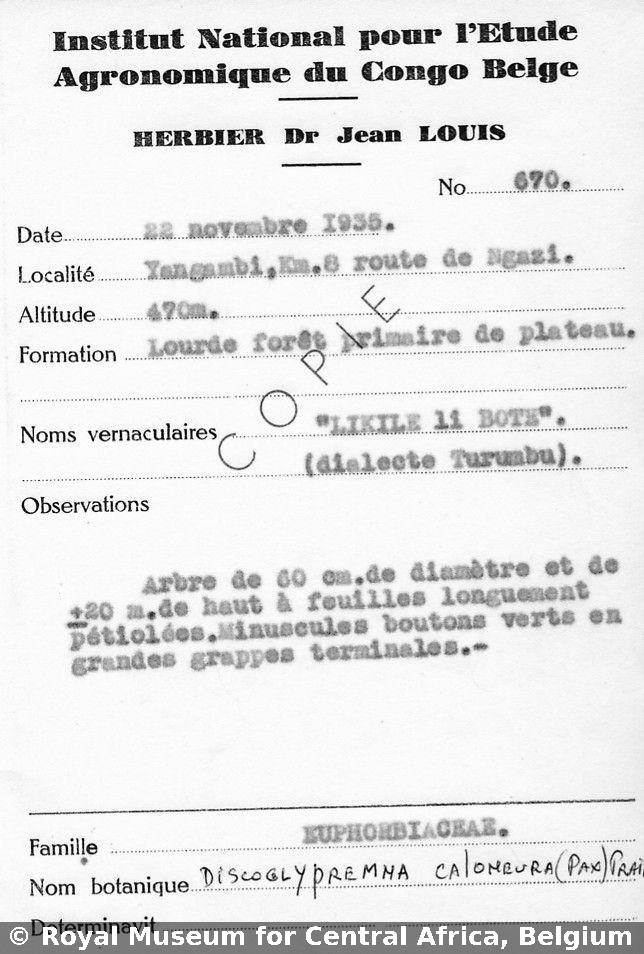 Institut National pour l'Etude
Agronomique du Congo Belge
HERBIER Dr Jean LOUIS
No 670.
Date 22 novembre 1935.
Localité Yangambi,Km.8 route de Ngazi.
Altitude 470m.
Formation Lourde forêt primaire de plateau.
COPIE
Noms vernaculaires "LIKILE li BOTE".
(dialecte Turumbu).
Observations
Arbre de 60 cm.de diamètre et de
±20 m.de haut à feuilles longuement
pétiolées.Minuscules boutons verts en
grandes grappes terminales.-
Famille EUPHORBIACEAE.
Nom botanique DISCOGLYPREMNA CALONEURA (PAX) PRAI
Determinavit
© Royal Museum for Central Africa, Belgium